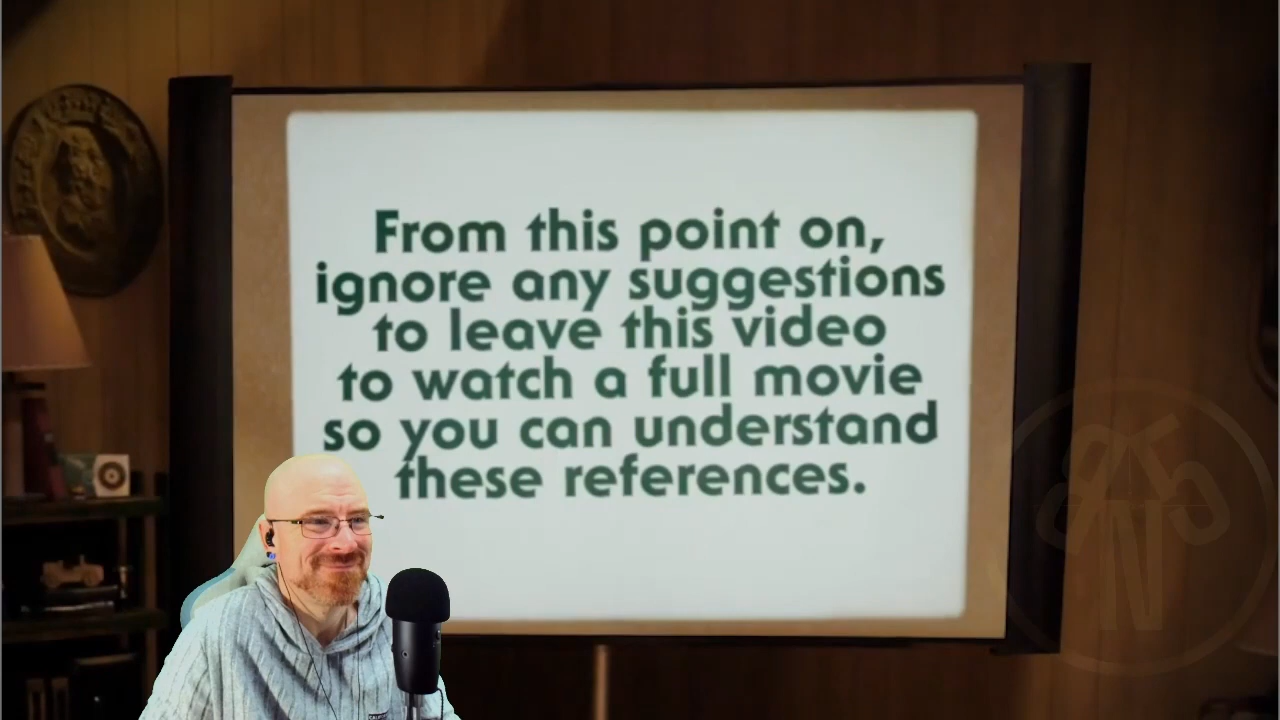 From this point on,
ignore any suggestions
to leave this video
to watch a full movie
so you can understand
these references.